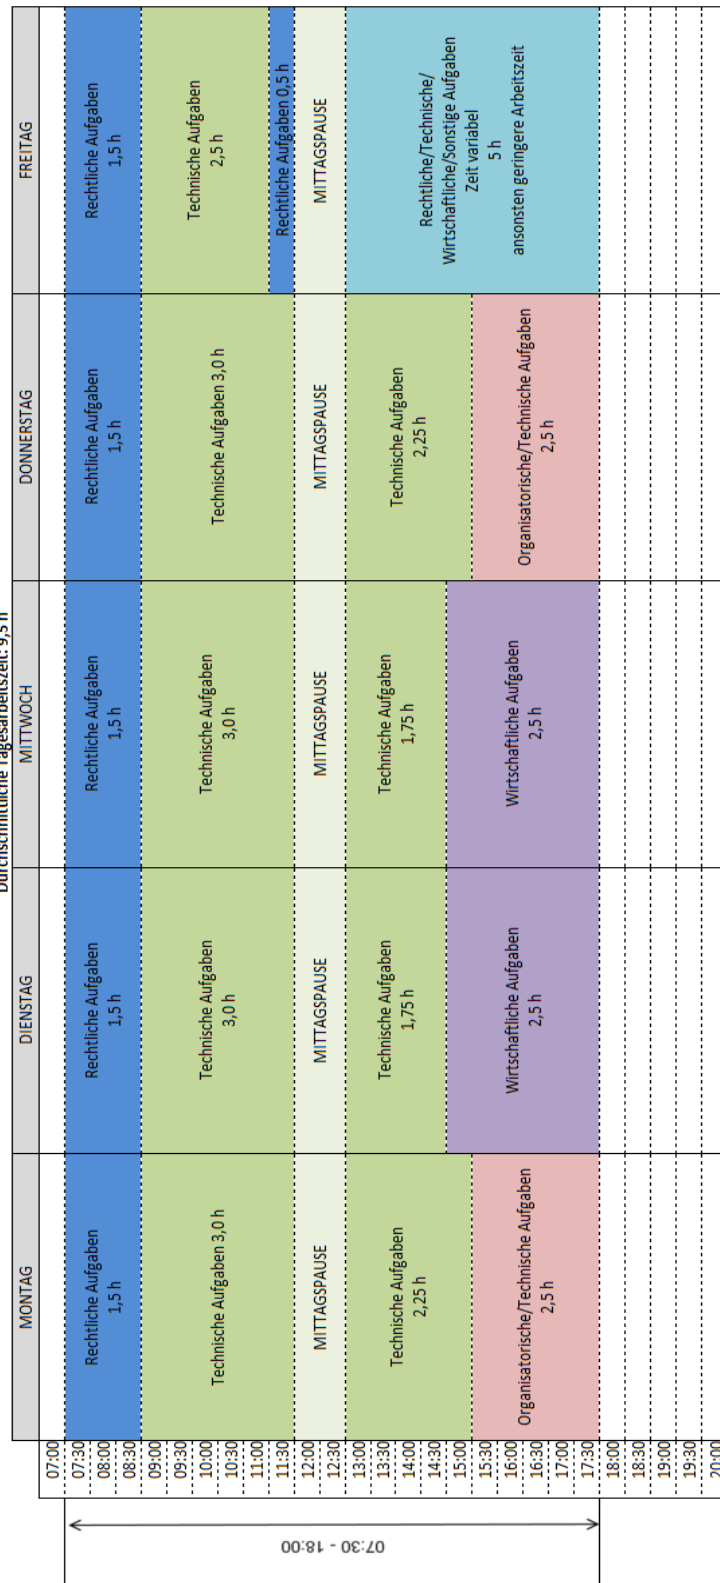 Durchschnittliche Tagesarbeitszeit: 9,5 h
MONTAG
DIENSTAG
MITTWOCH
DONNERSTAG
FREITAG
07:30 - 18:00
07:00
07:30
08:00
08:30
09:00
09:30
10:00
10:30
11:00
11:30
12:00
12:30
13:00
13:30
14:00
14:30
15:00
15:30
16:00
16:30
17:00
17:30
18:00
18:30
19:00
19:30
20:00
Rechtliche Aufgaben
1,5 h
Technische Aufgaben 3,0 h
MITTAGSPAUSE
Technische Aufgaben
2,25 h
Organisatorische/Technische Aufgaben
2,5 h
Rechtliche Aufgaben
1,5 h
Technische Aufgaben
3,0 h
MITTAGSPAUSE
Technische Aufgaben
1,75 h
Wirtschaftliche Aufgaben
2,5 h
Rechtliche Aufgaben
1,5 h
Technische Aufgaben
3,0 h
MITTAGSPAUSE
Technische Aufgaben
1,75 h
Wirtschaftliche Aufgaben
2,5 h
Rechtliche Aufgaben
1,5 h
Technische Aufgaben 3,0 h
MITTAGSPAUSE
Technische Aufgaben
2,25 h
Organisatorische/Technische Aufgaben
2,5 h
Rechtliche Aufgaben
1,5 h
Technische Aufgaben
2,5 h
Rechtliche Aufgaben 0,5 h
MITTAGSPAUSE
Rechtliche/Technische/
Wirtschaftliche/Sonstige Aufgaben
Zeit variabel
5 h
ansonsten geringere Arbeitszeit